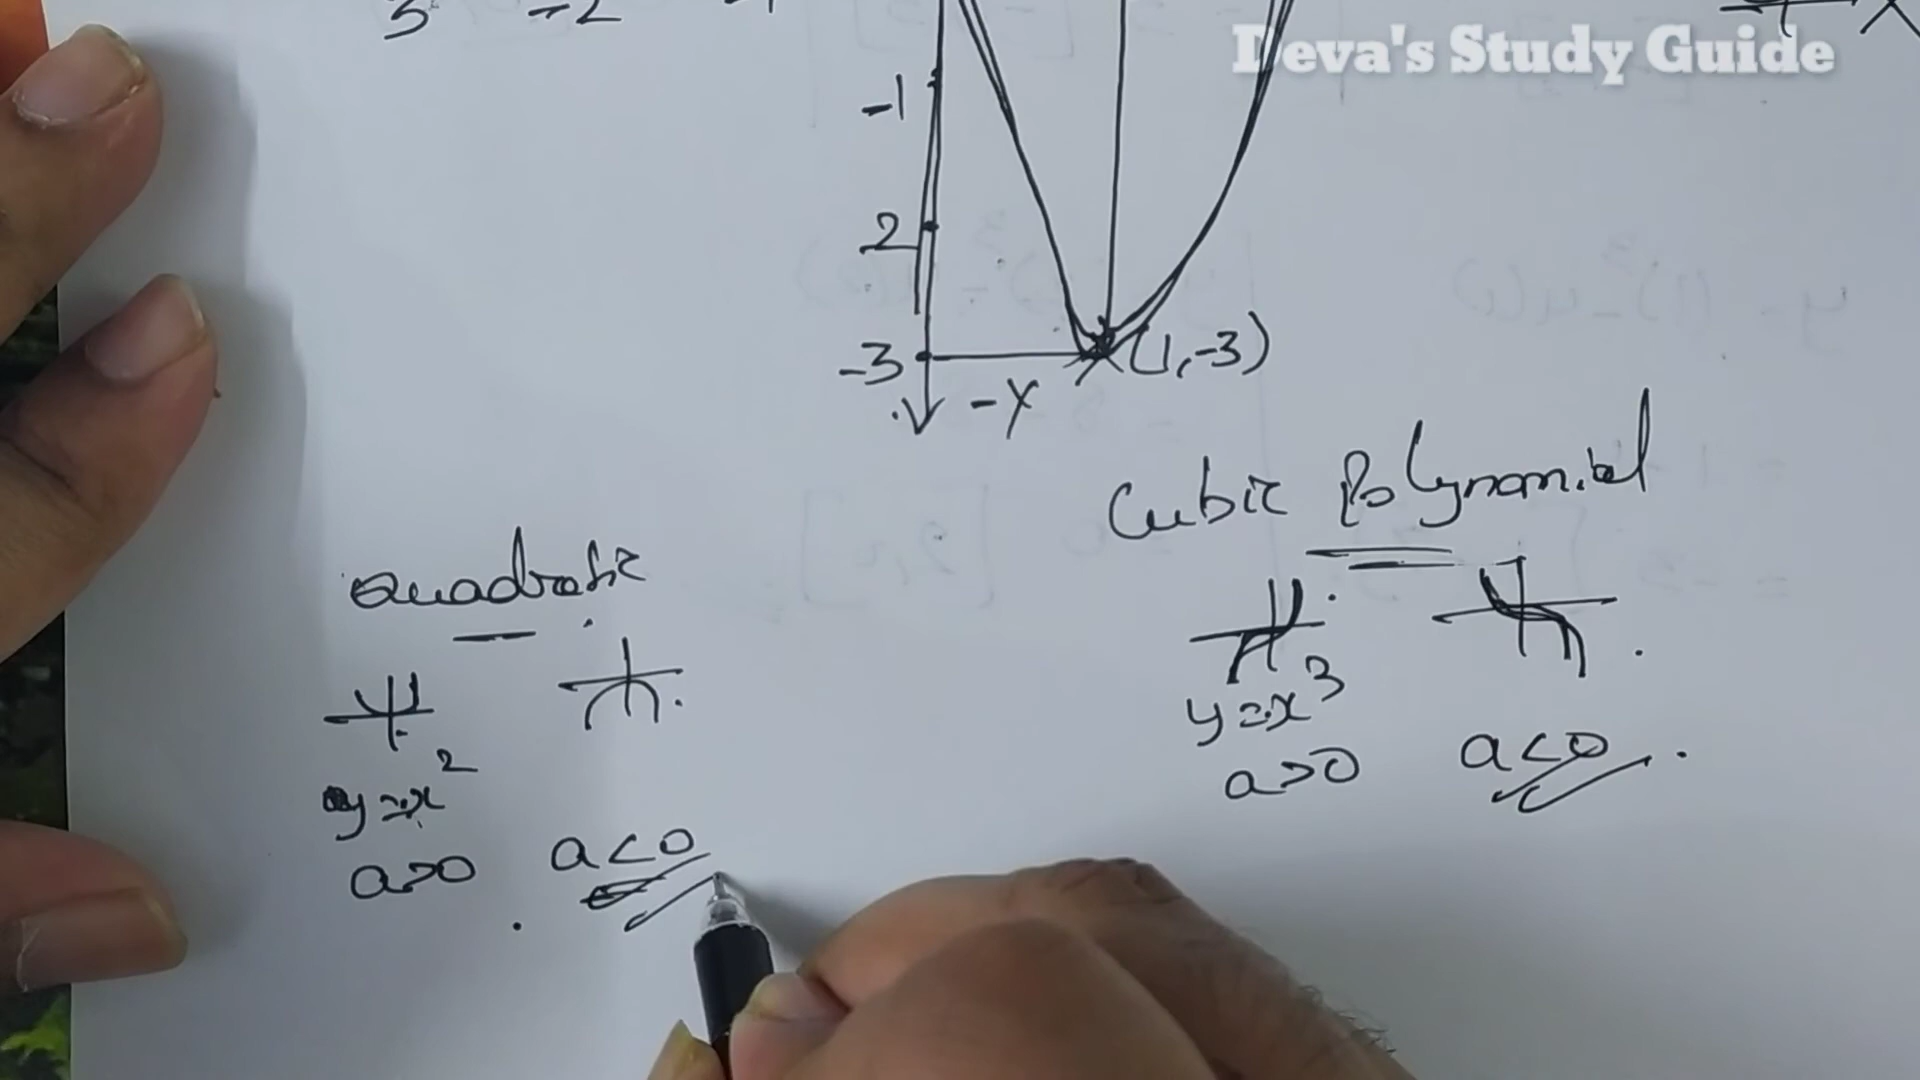 Deva's Study Guide
-1
2
-3
(1,-3)
-Y
Cubic Polynomial
Quadratic
y=x³
y=x²
a>0
a<0
a>0
a<0